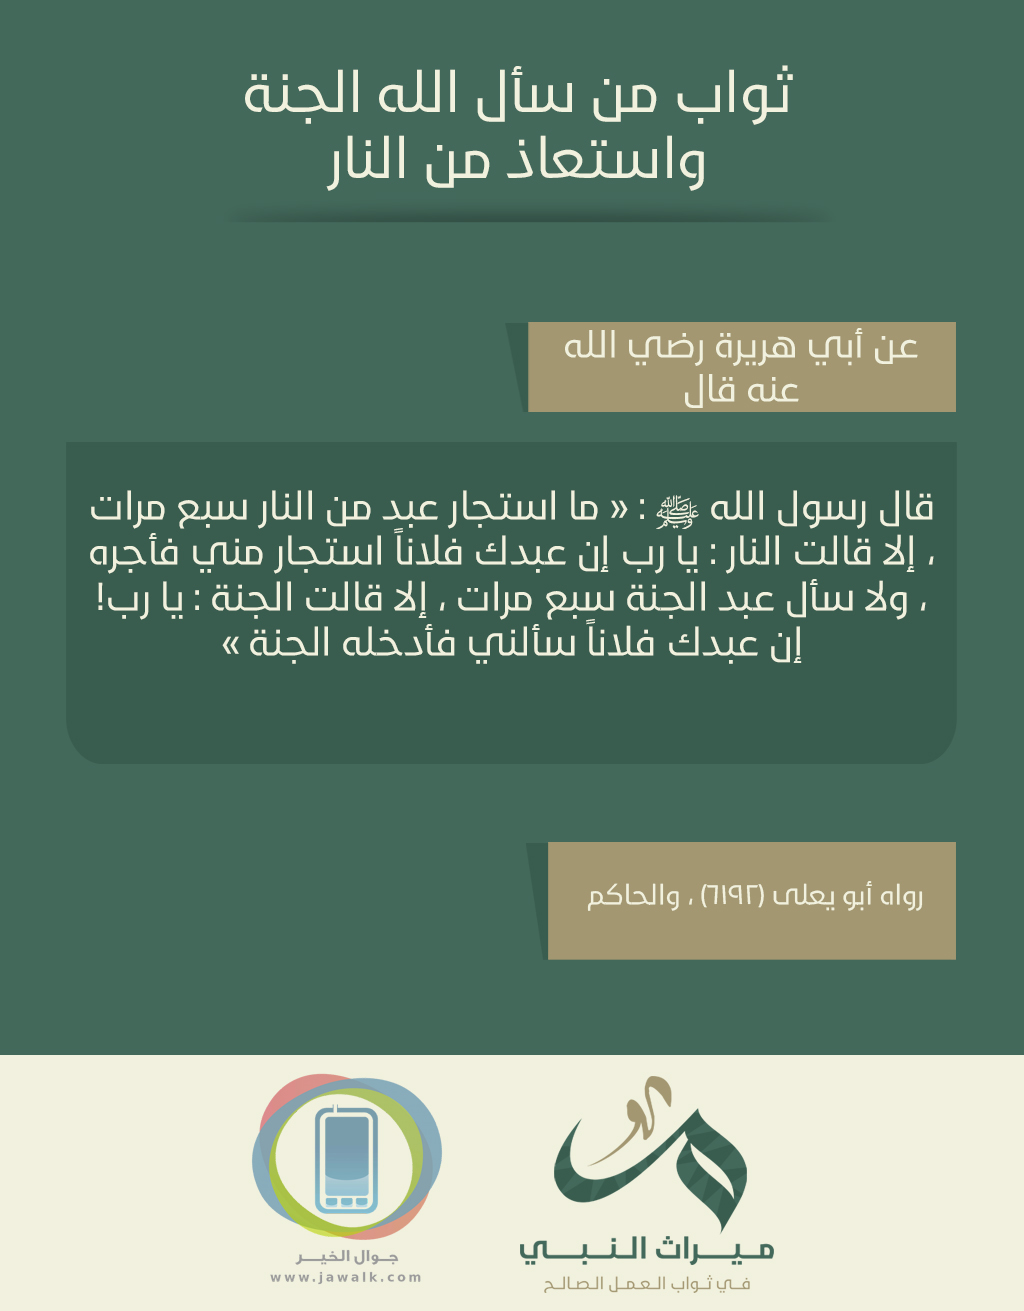 ثواب من سأل الله الجنة
واستعاذ من النار
عن أبي هريرة رضي الله
عنه قال
قال رسول الله ﷺ : « ما استجار عبد من النار سبع مرات
، إلا قالت النار : يا رب إن عبدك فلاناً استجار مني فأجره
، ولا سأل عبد الجنة سبع مرات ، إلا قالت الجنة : يا رب!
إن عبدك فلاناً سألني فأدخله الجنة »
رواه أبو يعلى (٦١٩٢) ، والحاكم
ميراث النبي
في ثواب العمل الصالح
جوال الخير
www.jawalk.com